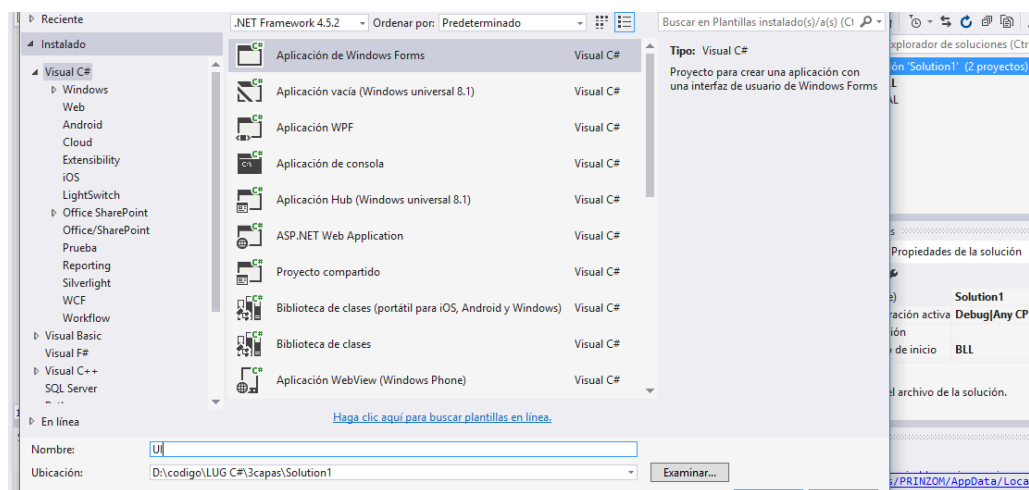 Reciente
.NET Framework 4.5.2
Ordenar por: Predeterminado
Buscar en Plantillas instalado(s)/a(s) (Ct
Instalado
Visual C#
Windows
Web
Android
Cloud
Extensibility
iOS
LightSwitch
Office SharePoint
Office/SharePoint
Prueba
Reporting
Silverlight
WCF
Workflow
Visual Basic
Visual F#
Visual C++
SQL Server
En línea
Aplicación de Windows Forms Visual C#
Aplicación vacía (Windows universal 8.1) Visual C#
Aplicación WPF Visual C#
Aplicación de consola Visual C#
Aplicación Hub (Windows universal 8.1) Visual C#
ASP.NET Web Application Visual C#
Proyecto compartido Visual C#
Biblioteca de clases (portátil para iOS, Android y Windows) Visual C#
Biblioteca de clases Visual C#
Aplicación WebView (Windows Phone) Visual C#
Haga clic aquí para buscar plantillas en línea.
Tipo: Visual C#
Proyecto para crear una aplicación con
una interfaz de usuario de Windows Forms
Nombre: UI
Ubicación: D:\codigo\LUG C#\3capas\Solution1
Examinar...
xplorador de soluciones (Ctr
ón 'Solution1' (2 proyectos)
L
AL
s
Propiedades de la solución
e) Solution1
ración activa Debug|Any CP
ión
de inicio BLL
el archivo de la solución.
s/PRINZOM/AppData/Loca